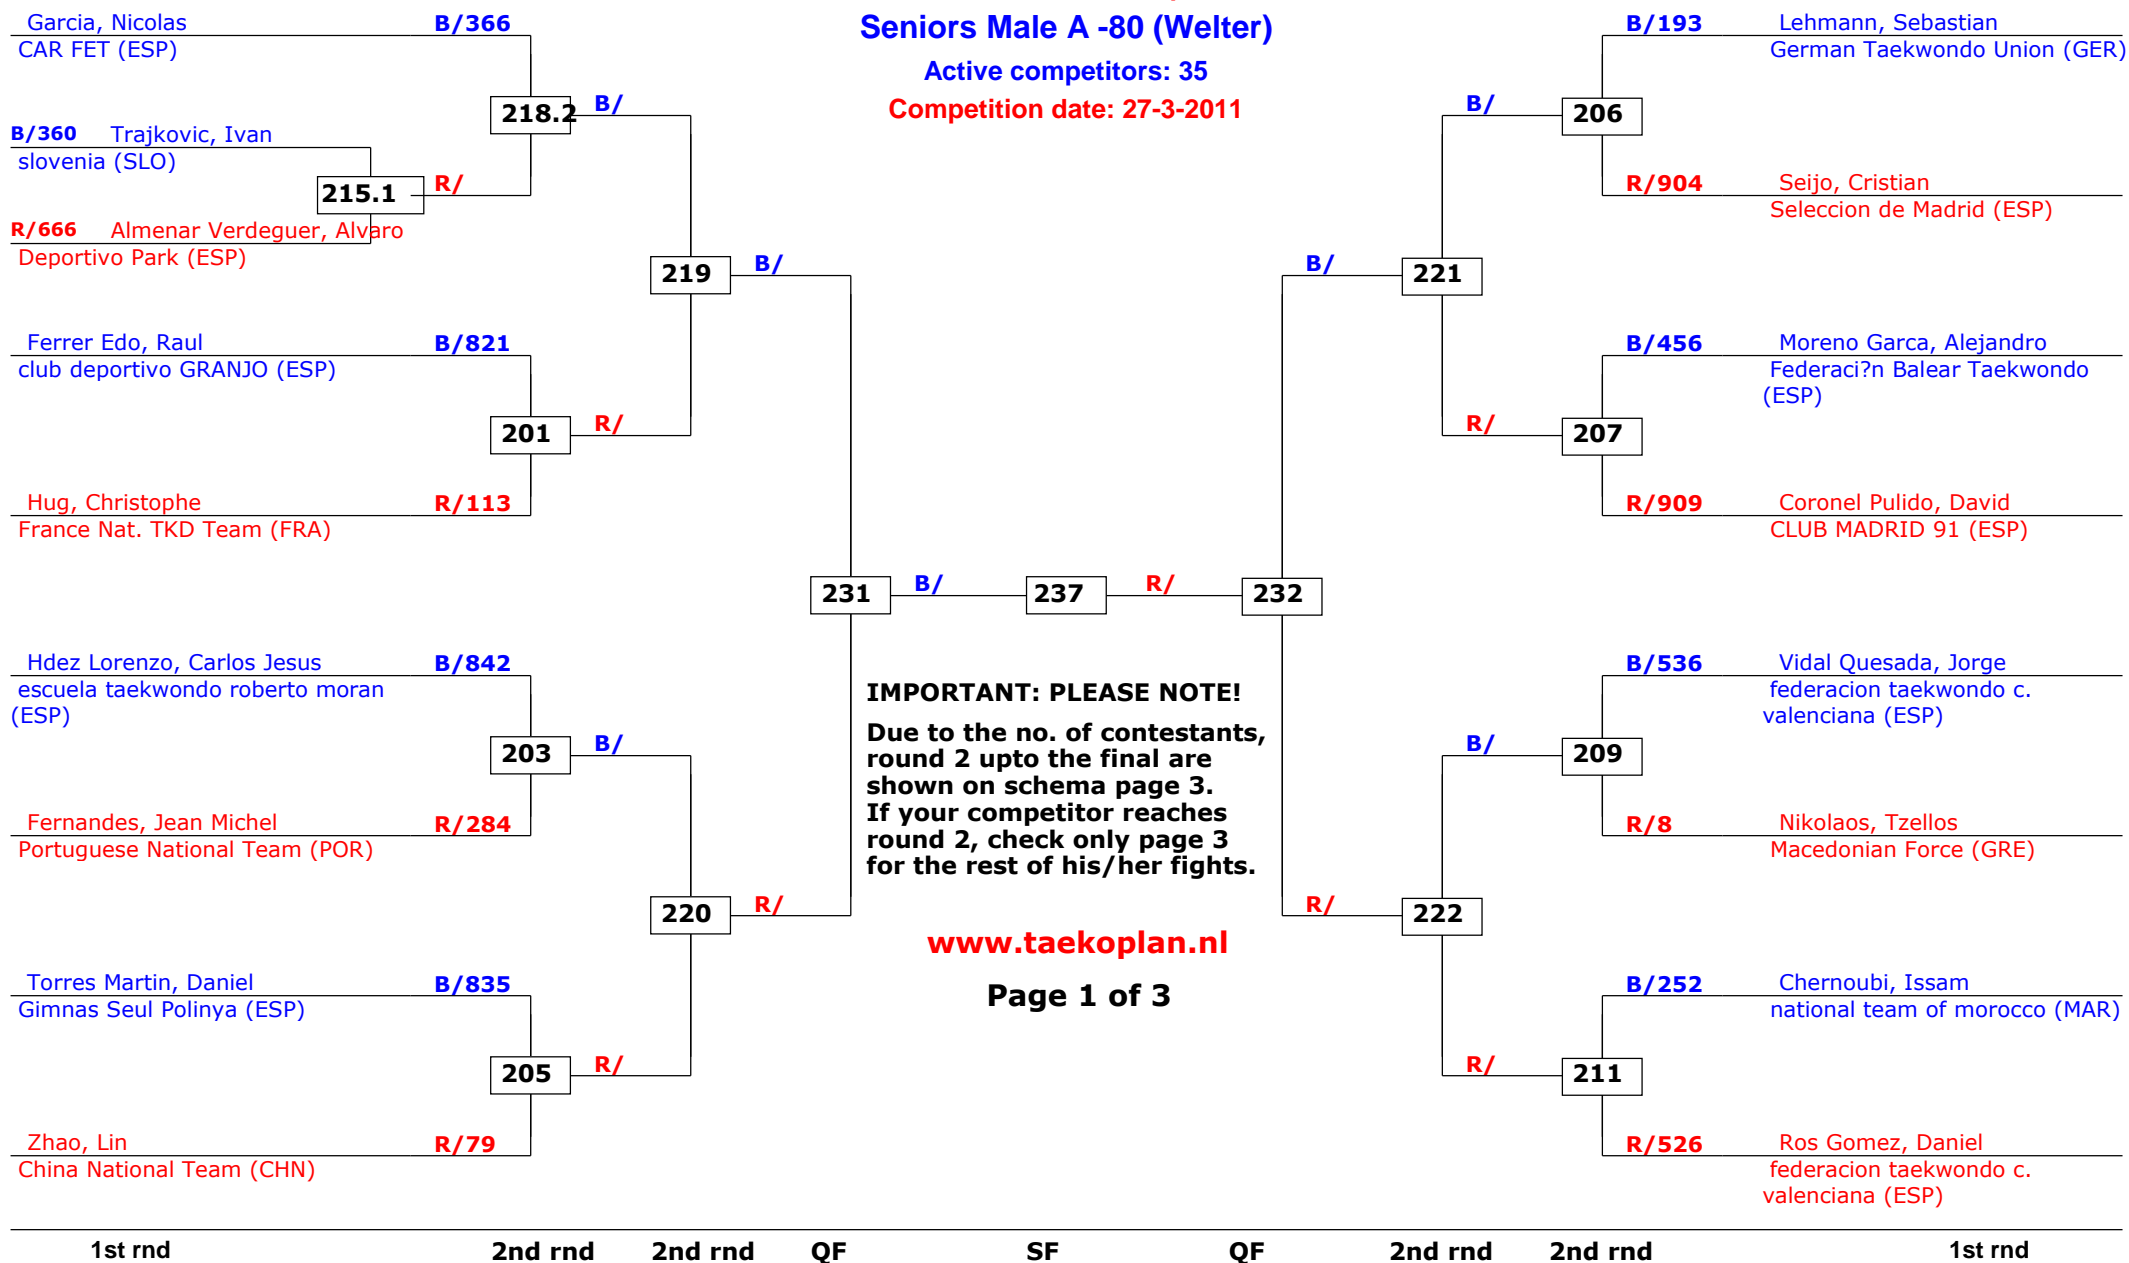 Seniors Male A -80 (Welter)
Active competitors: 35
Competition date: 27-3-2011
Garcia, Nicolas B/366
CAR FET (ESP)
218.2 B/
B/360 Trajkovic, Ivan
slovenia (SLO)
215.1 R/
R/666 Almenar Verdeguer, Alvaro
Deportivo Park (ESP)
219 B/
Ferrer Edo, Raul B/821
club deportivo GRANJO (ESP)
201 R/
Hug, Christophe R/113
France Nat. TKD Team (FRA)
231 B/ 237 R/ 232
Hdez Lorenzo, Carlos Jesus B/842
escuela taekwondo roberto moran
(ESP)
203 B/
Fernandes, Jean Michel R/284
Portuguese National Team (POR)
220 R/
Torres Martin, Daniel B/835
Gimnas Seul Polinya (ESP)
205 R/
Zhao, Lin R/79
China National Team (CHN)
IMPORTANT: PLEASE NOTE!
Due to the no. of contestants,
round 2 upto the final are
shown on schema page 3.
If your competitor reaches
round 2, check only page 3
for the rest of his/her fights.
www.taekoplan.nl
Page 1 of 3
B/193 Lehmann, Sebastian
German Taekwondo Union (GER)
B/ 206
R/904 Seijo, Cristian
Seleccion de Madrid (ESP)
B/ 221
B/456 Moreno Garca, Alejandro
Federaci?n Balear Taekwondo
(ESP)
R/ 207
R/909 Coronel Pulido, David
CLUB MADRID 91 (ESP)
B/536 Vidal Quesada, Jorge
federacion taekwondo c.
valenciana (ESP)
B/ 209
R/8 Nikolaos, Tzellos
Macedonian Force (GRE)
R/ 222
B/252 Chernoubi, Issam
national team of morocco (MAR)
R/ 211
R/526 Ros Gomez, Daniel
federacion taekwondo c.
valenciana (ESP)
1st rnd 2nd rnd 2nd rnd QF SF QF 2nd rnd 2nd rnd 1st rnd